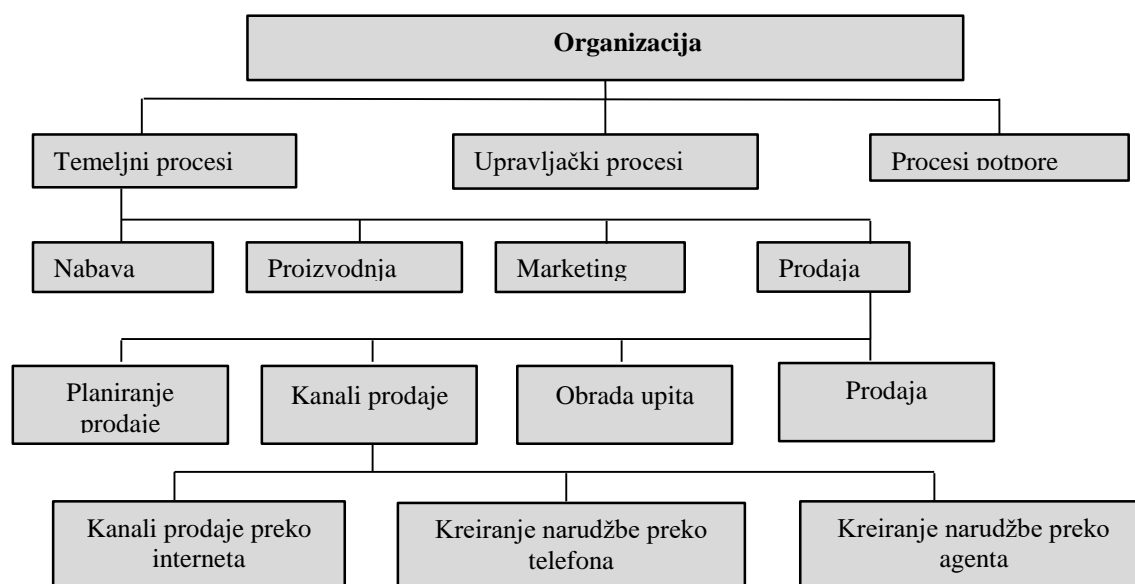 Organizacija
Temeljni procesi
Upravljački procesi
Procesi potpore
Nabava
Proizvodnja
Marketing
Prodaja
Planiranje
prodaje
Kanali prodaje
Obrada upita
Prodaja
Kanali prodaje preko
interneta
Kreiranje narudžbe preko
telefona
Kreiranje narudžbe preko
agenta